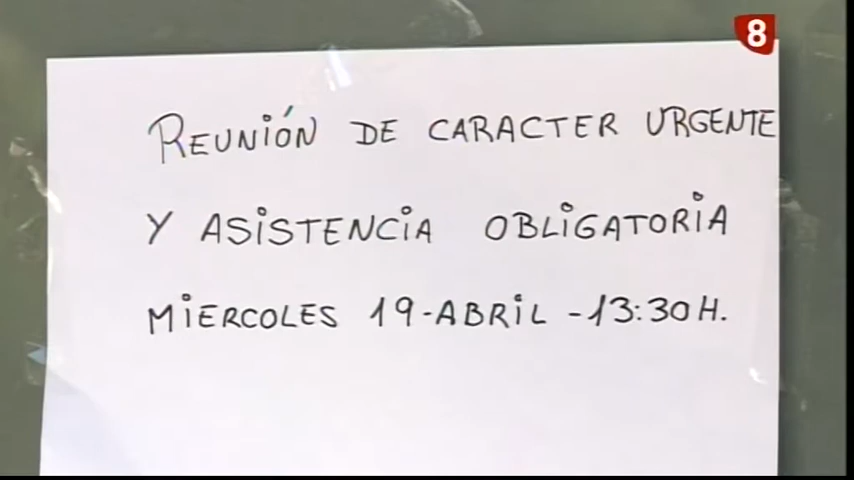 8
REUNIÓN DE CARACTER URGENTE
Y ASISTENCIA OBLIGATORIA
MIERCOLES 19-ABRIL -13:30H.